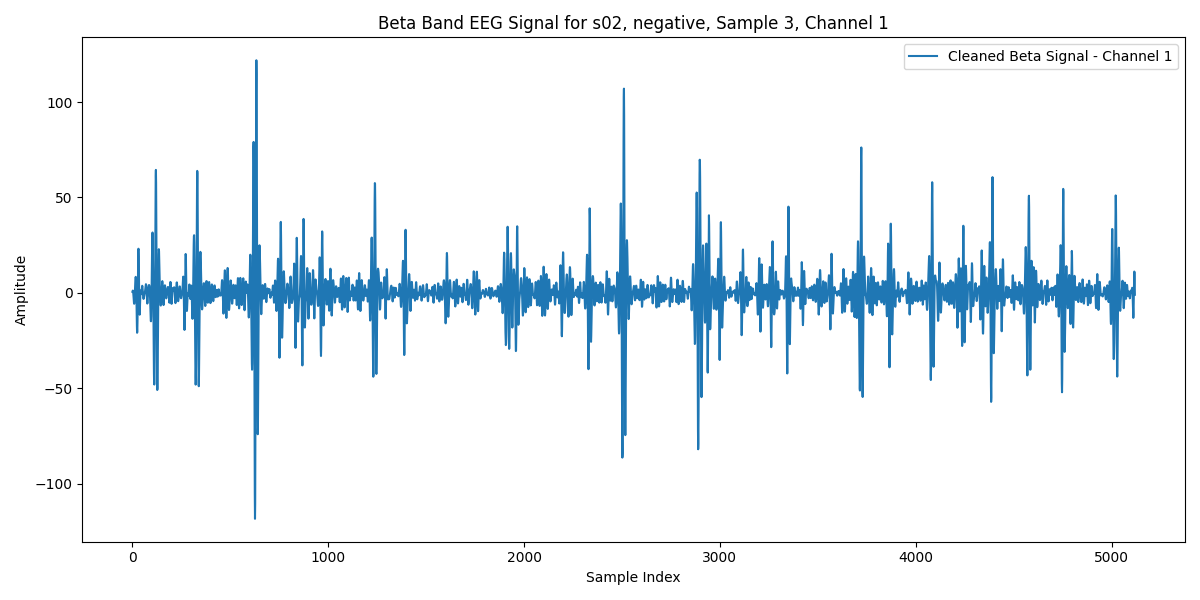 Beta Band EEG Signal for s02, negative, Sample 3, Channel 1
Cleaned Beta Signal - Channel 1
Amplitude
100
50
0
−50
−100
0 1000 2000 3000 4000 5000
Sample Index